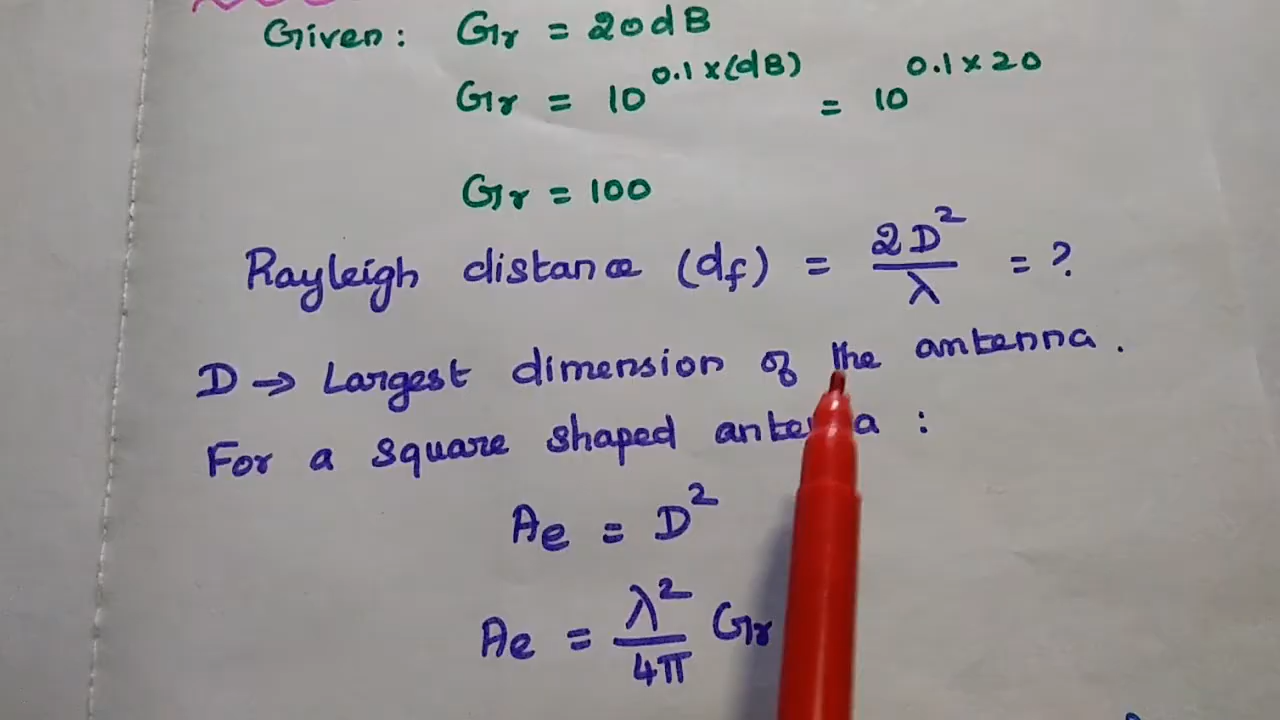 Given: Gr = 20dB
Gr = 10^0.1×(dB) = 10^0.1×20
Gr = 100
Rayleigh distance (df) = 2D²/λ = ?
D → Largest dimension of the antenna.
For a square shaped antenna :
Ae = D²
Ae = λ²/4π Gr